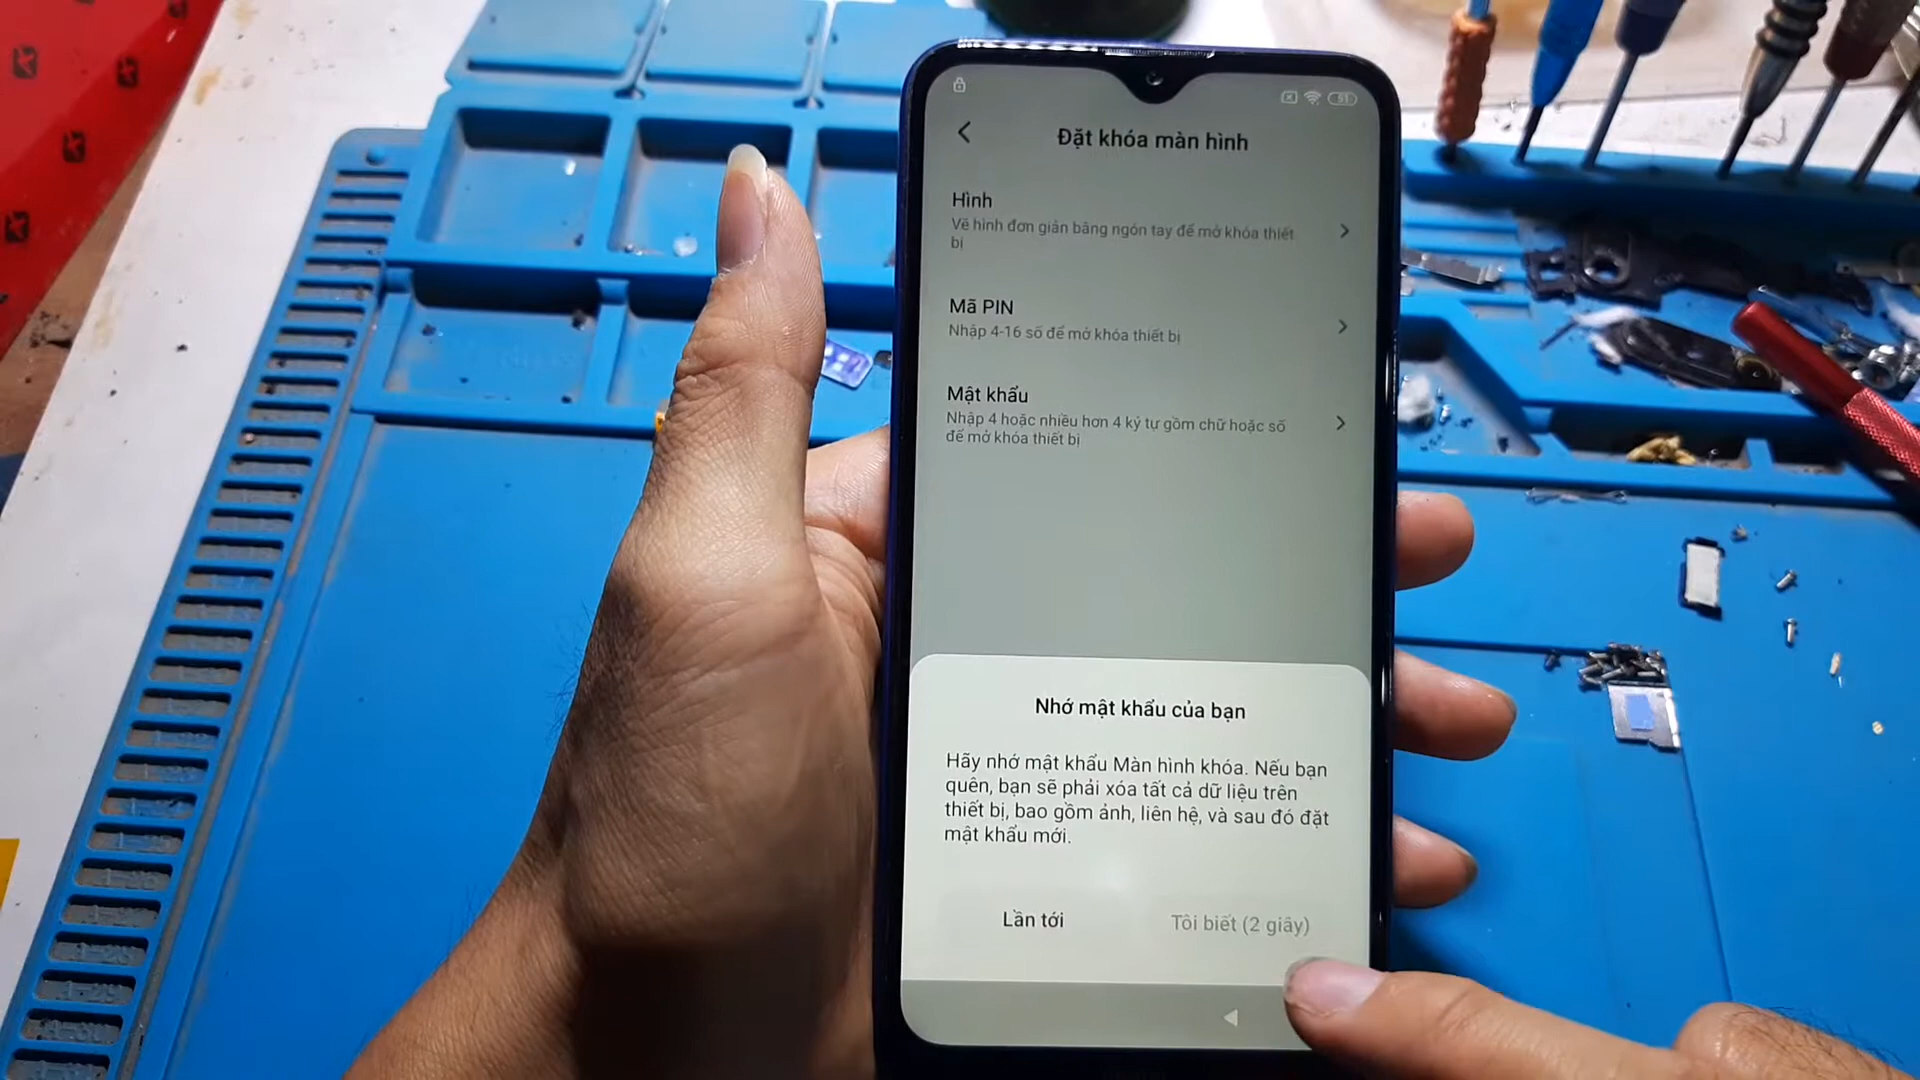 51
Đặt khóa màn hình
Hình
Vẽ hình đơn giản bằng ngón tay để mở khóa thiết
bị
Mã PIN
Nhập 4-16 số để mở khóa thiết bị
Mật khẩu
Nhập 4 hoặc nhiều hơn 4 ký tự gồm chữ hoặc số
để mở khóa thiết bị
Nhớ mật khẩu của bạn
Hãy nhớ mật khẩu Màn hình khóa. Nếu bạn
quên, bạn sẽ phải xóa tất cả dữ liệu trên
thiết bị, bao gồm ảnh, liên hệ, và sau đó đặt
mật khẩu mới.
Lần tới
Tôi biết (2 giây)